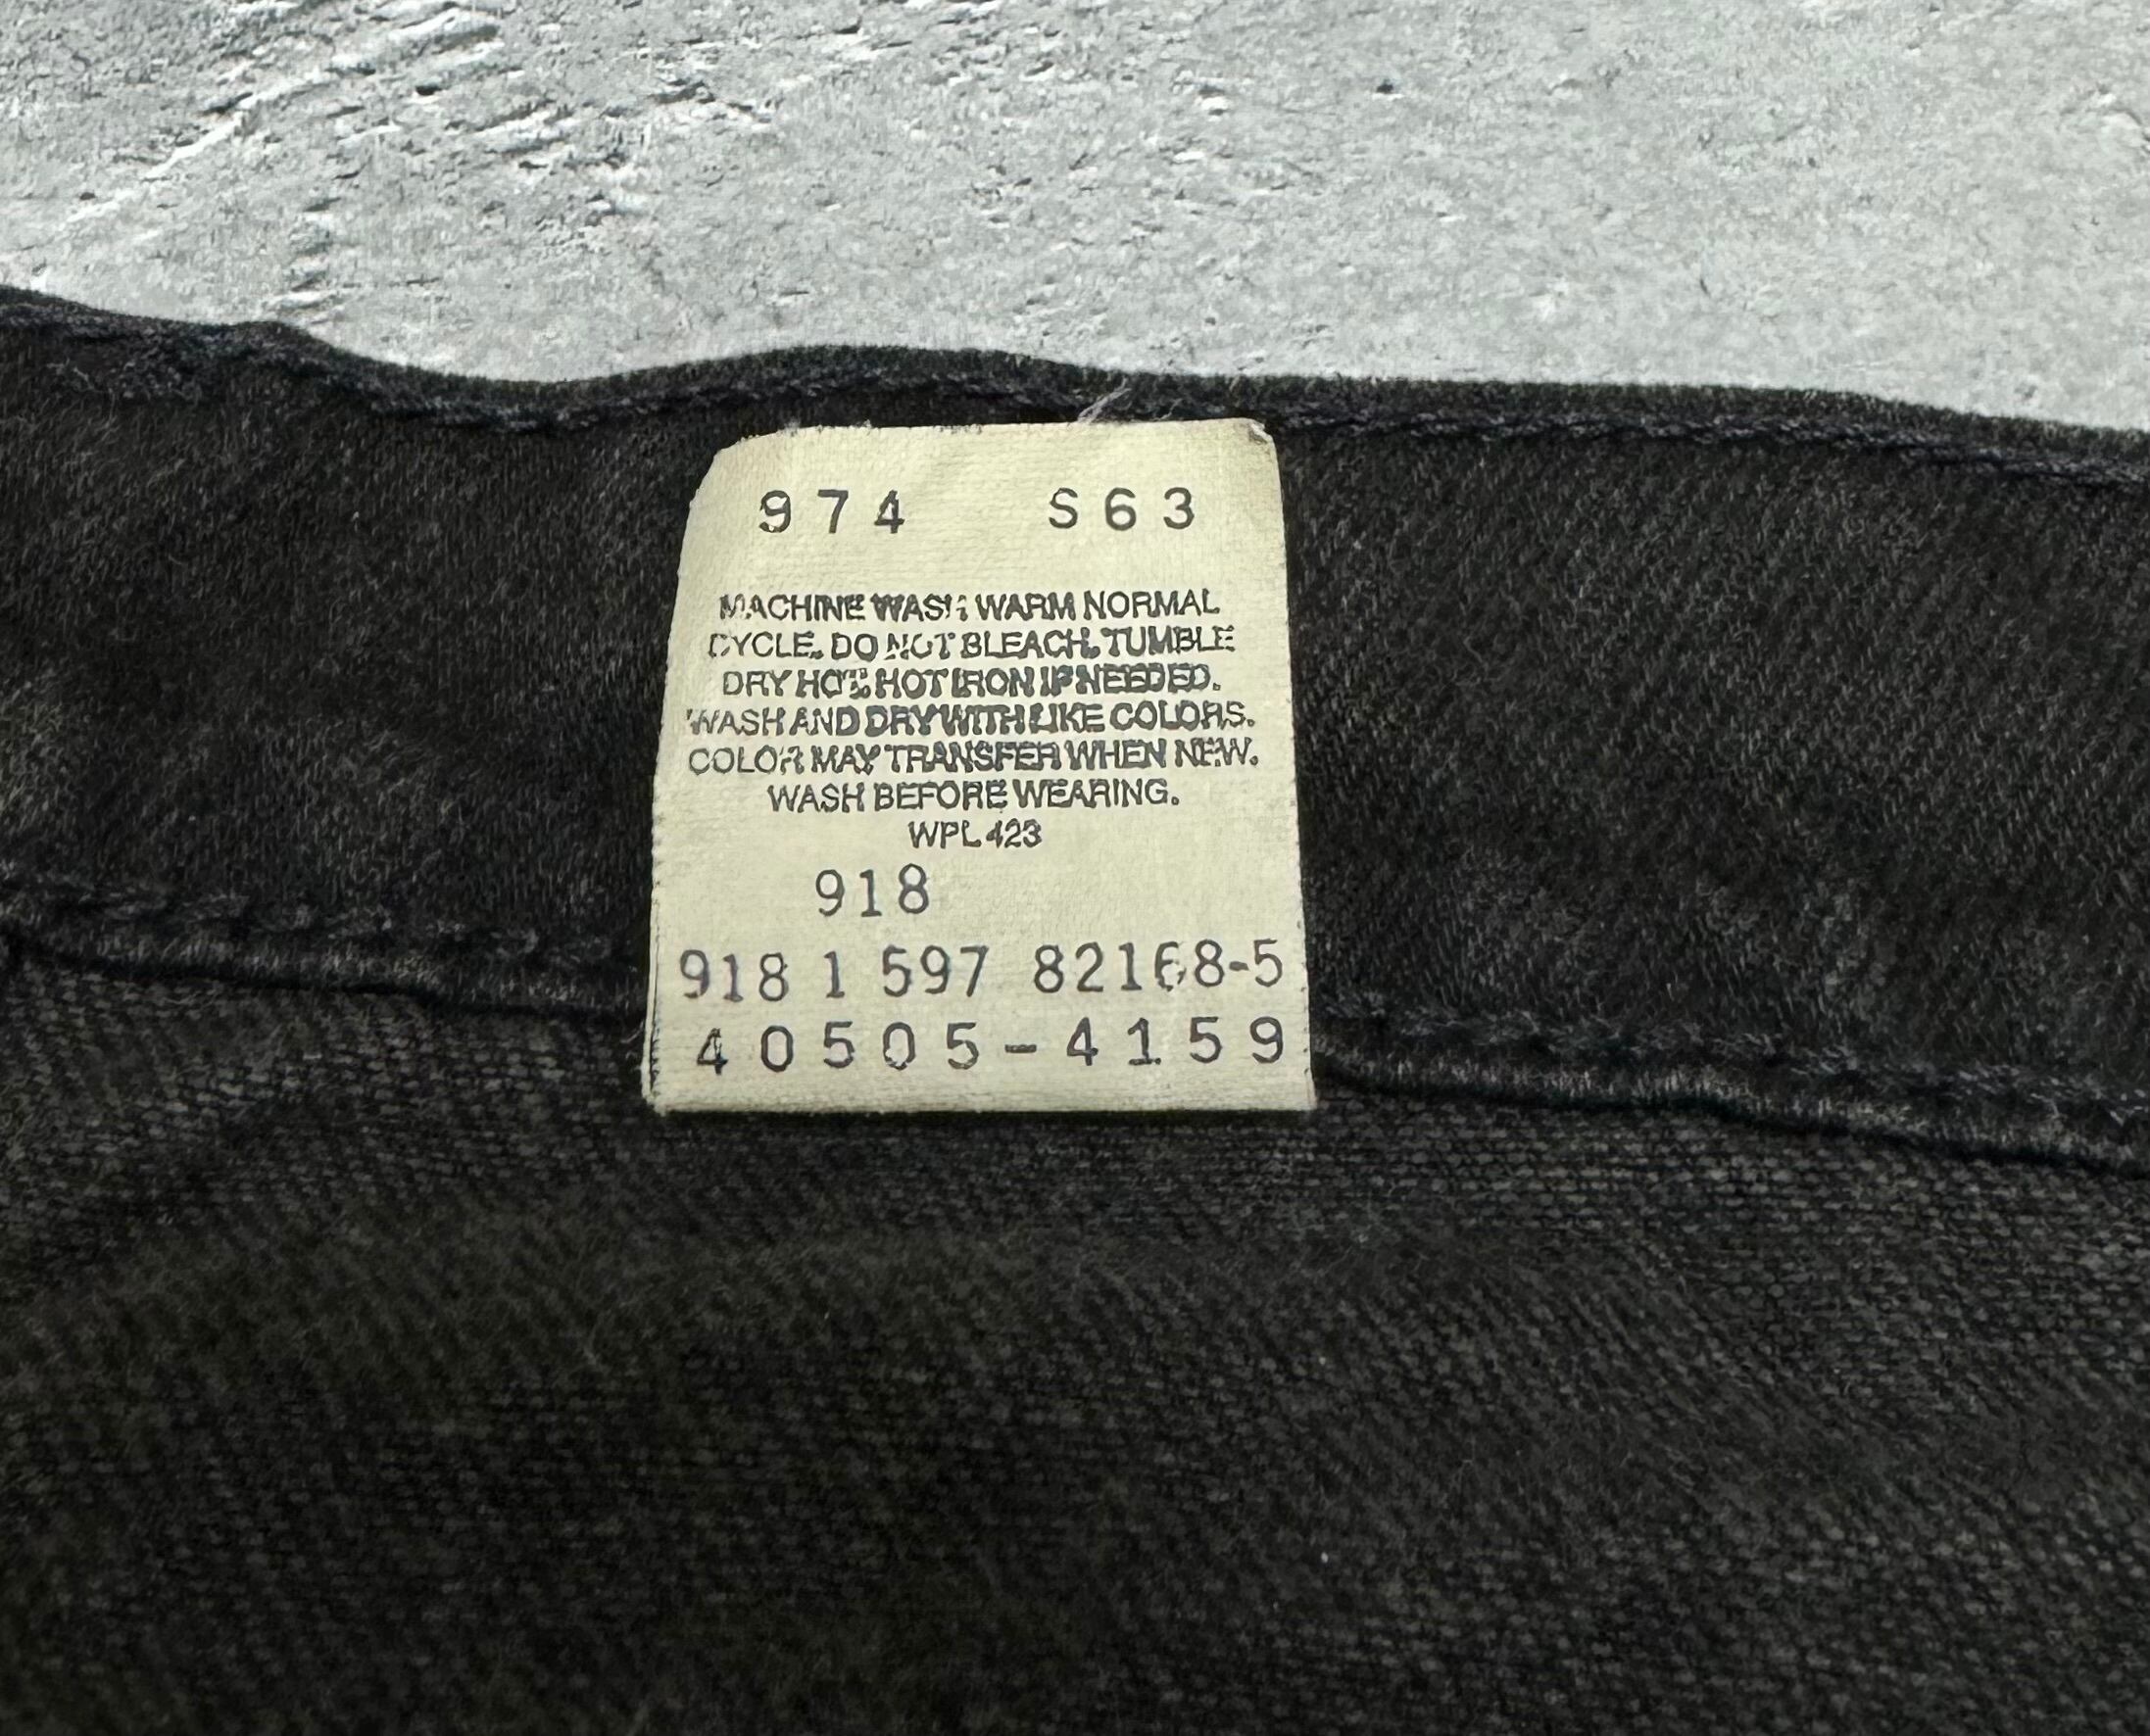 974 S63
MACHINE WASH WARM NORMAL
CYCLE. DO NOT BLEACH. TUMBLE
DRY HOT. HOT IRON IF NEEDED.
WASH AND DRY WITH LIKE COLORS.
COLOR MAY TRANSFER WHEN NEW.
WASH BEFORE WEARING.
WPL 423
918
918 1 597 82168-5
40505-4159